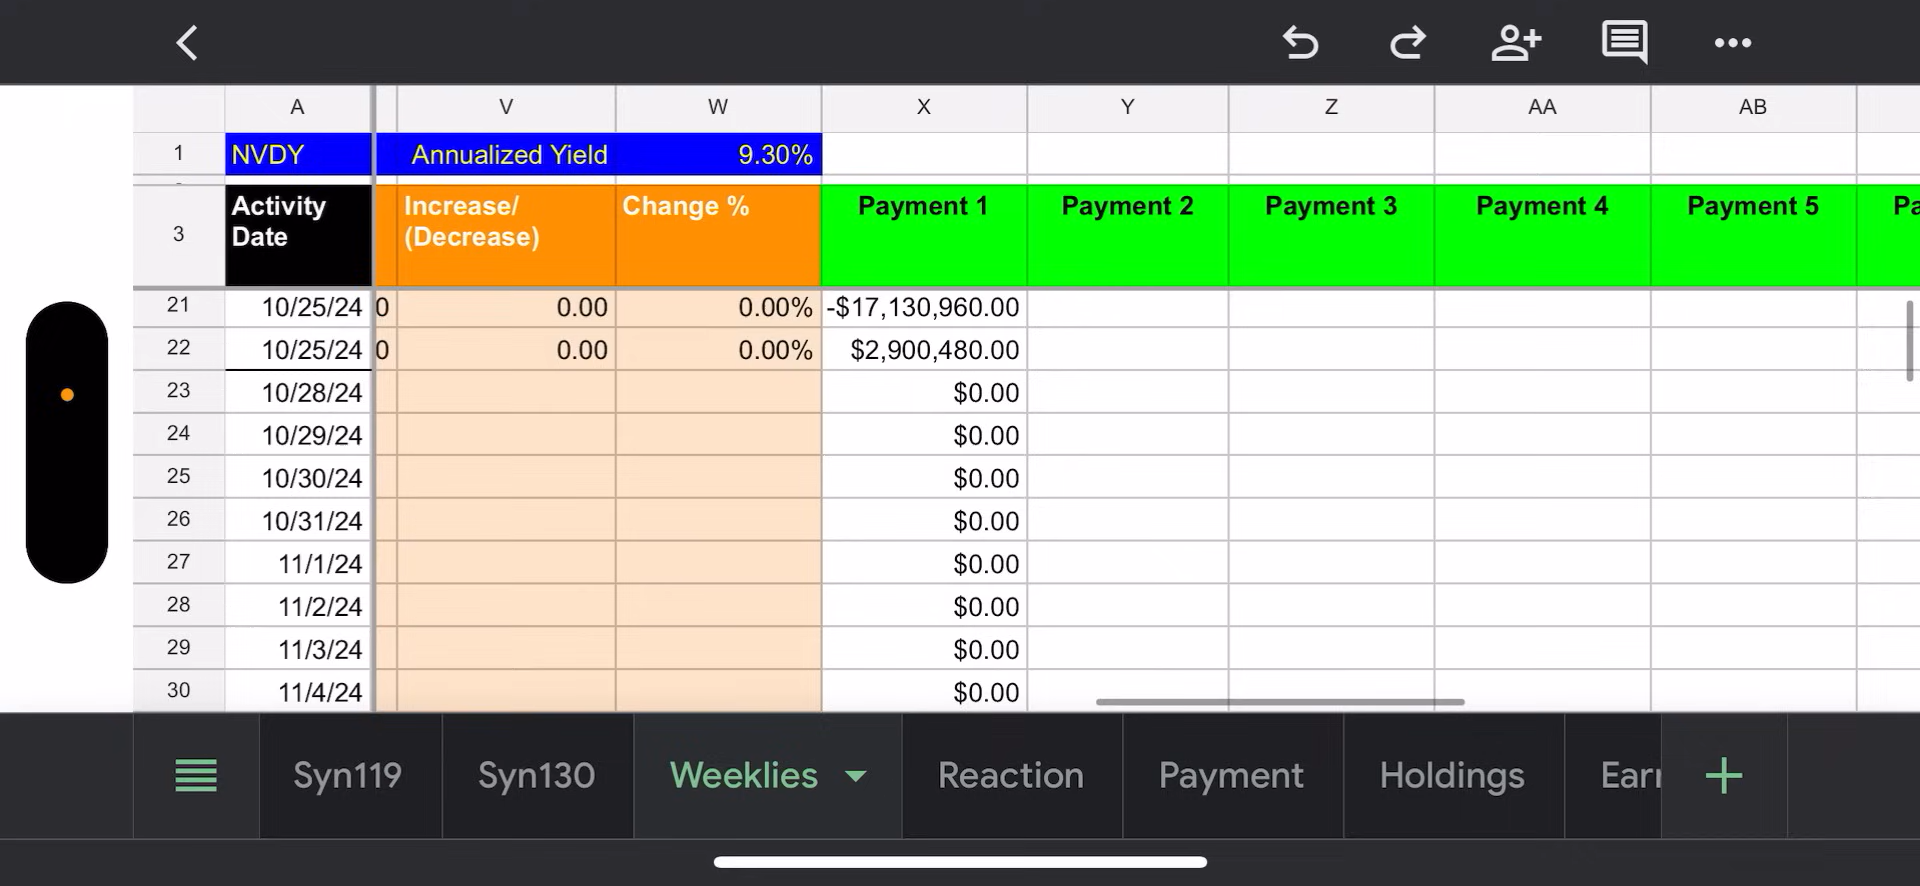 A V W X Y Z AA AB
1 NVDY Annualized Yield 9.30%
3 Activity Date Increase/ (Decrease) Change % Payment 1 Payment 2 Payment 3 Payment 4 Payment 5 Pa
21 10/25/24 0 0.00 0.00% -$17,130,960.00
22 10/25/24 0 0.00 0.00% $2,900,480.00
23 10/28/24 $0.00
24 10/29/24 $0.00
25 10/30/24 $0.00
26 10/31/24 $0.00
27 11/1/24 $0.00
28 11/2/24 $0.00
29 11/3/24 $0.00
30 11/4/24 $0.00
Syn119 Syn130 Weeklies Reaction Payment Holdings Earr